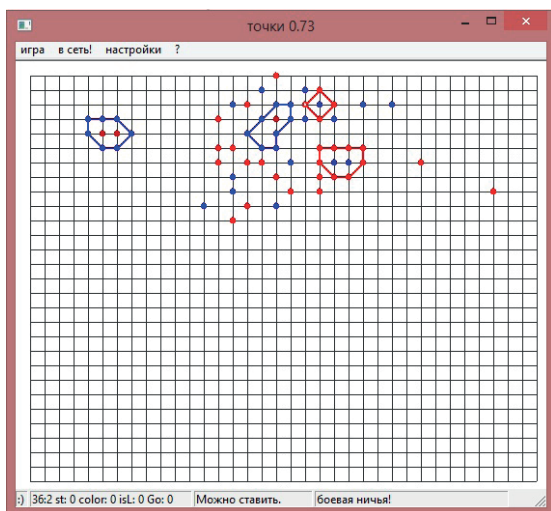 точки 0.73
игра в сеть! настройки ?
:) 36:2 st: 0 color: 0 isL: 0 Go: 0 Можно ставить. боевая ничья!